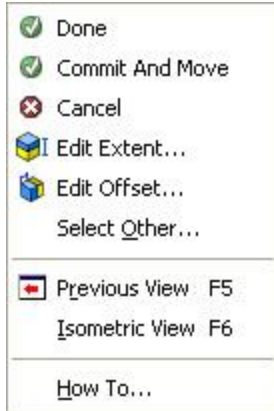 Done
Commit And Move
Cancel
Edit Extent...
Edit Offset...
Select Other...
Previous View F5
Isometric View F6
How To...